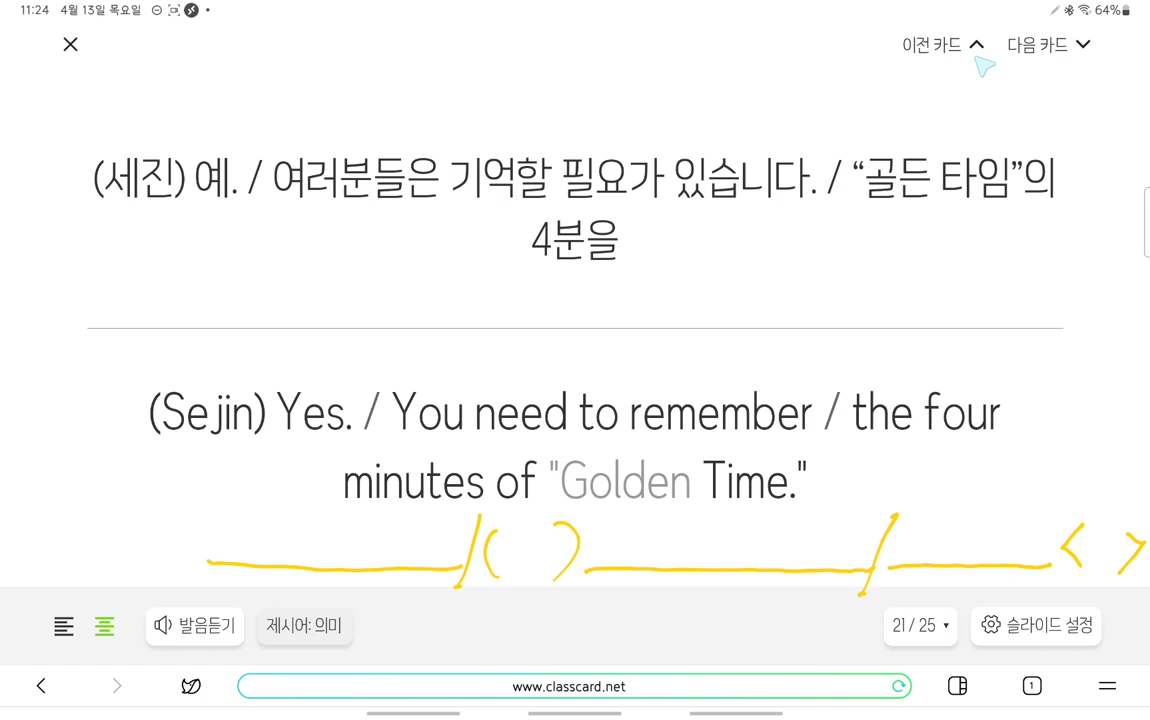 11:24 4월 13일 목요일 64%
이전 카드 다음 카드
(세진) 예. / 여러분들은 기억할 필요가 있습니다. / “골든 타임”의
4분을
(Sejin) Yes. / You need to remember / the four
minutes of "Golden Time."
/ ( ) / < >
발음듣기 제시어: 의미 21 / 25 슬라이드 설정
www.classcard.net 1